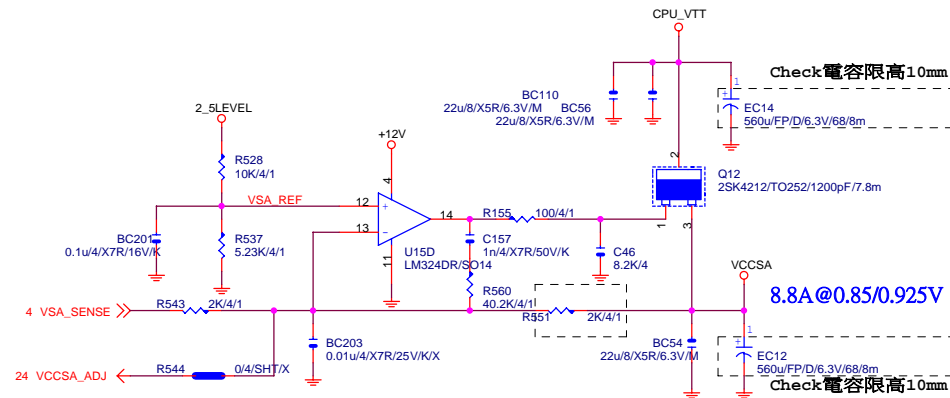 CPU_VTT
Check電容限高10mm
BC110
22u/8/X5R/6.3V/M
BC56
22u/8/X5R/6.3V/M
1
+
EC14
560u/FP/D/6.3V/68/8m
2_5LEVEL
+12V
R528
10K/4/1
4
2
Q12
2SK4212/TO252/1200pF/7.8m
VSA_REF
12
+
14
R155
100/4/1
1
3
13
-
BC201
0.1u/4/X7R/16V/K
R537
5.23K/4/1
11
U15D
LM324DR/SO14
C157
1n/4/X7R/50V/K
C46
8.2K/4
VCCSA
R560
40.2K/4/1
8.8A@0.85/0.925V
4 VSA_SENSE
R543
2K/4/1
R551
2K/4/1
BC203
0.01u/4/X7R/25V/K/X
BC54
22u/8/X5R/6.3V/M
1
+
EC12
560u/FP/D/6.3V/68/8m
24 VCCSA_ADJ
R544
0/4/SHT/X
Check電容限高10mm